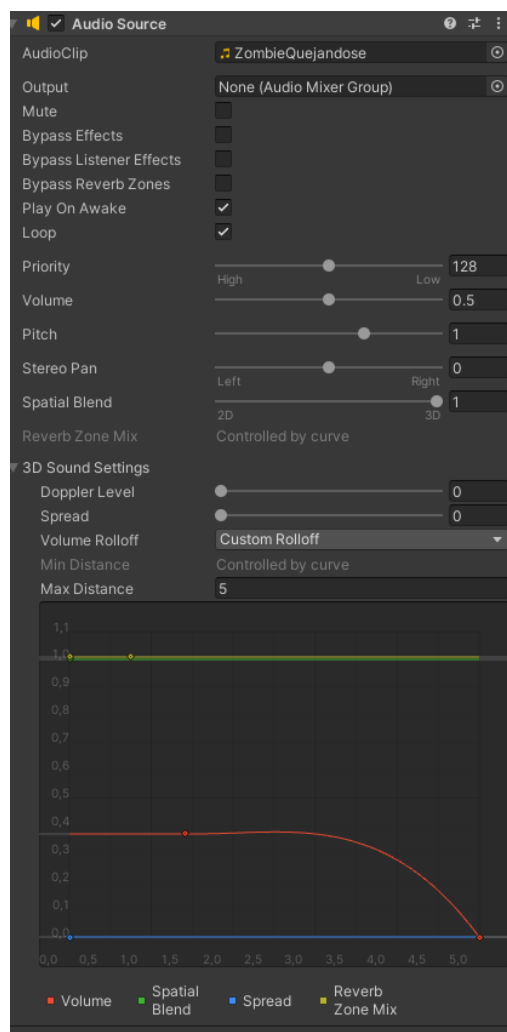 Audio Source
AudioClip ZombieQuejandose
Output None (Audio Mixer Group)
Mute
Bypass Effects
Bypass Listener Effects
Bypass Reverb Zones
Play On Awake
Loop
Priority 128
High Low
Volume 0.5
Pitch 1
Stereo Pan 0
Left Right
Spatial Blend 1
2D 3D
Reverb Zone Mix Controlled by curve
3D Sound Settings
Doppler Level 0
Spread 0
Volume Rolloff Custom Rolloff
Min Distance Controlled by curve
Max Distance 5
1,1
1,0
0,9
0,8
0,7
0,6
0,5
0,4
0,3
0,2
0,1
0,0
0,0 0,5 1,0 1,5 2,0 2,5 3,0 3,5 4,0 4,5 5,0
Volume Spatial Blend Spread Reverb Zone Mix